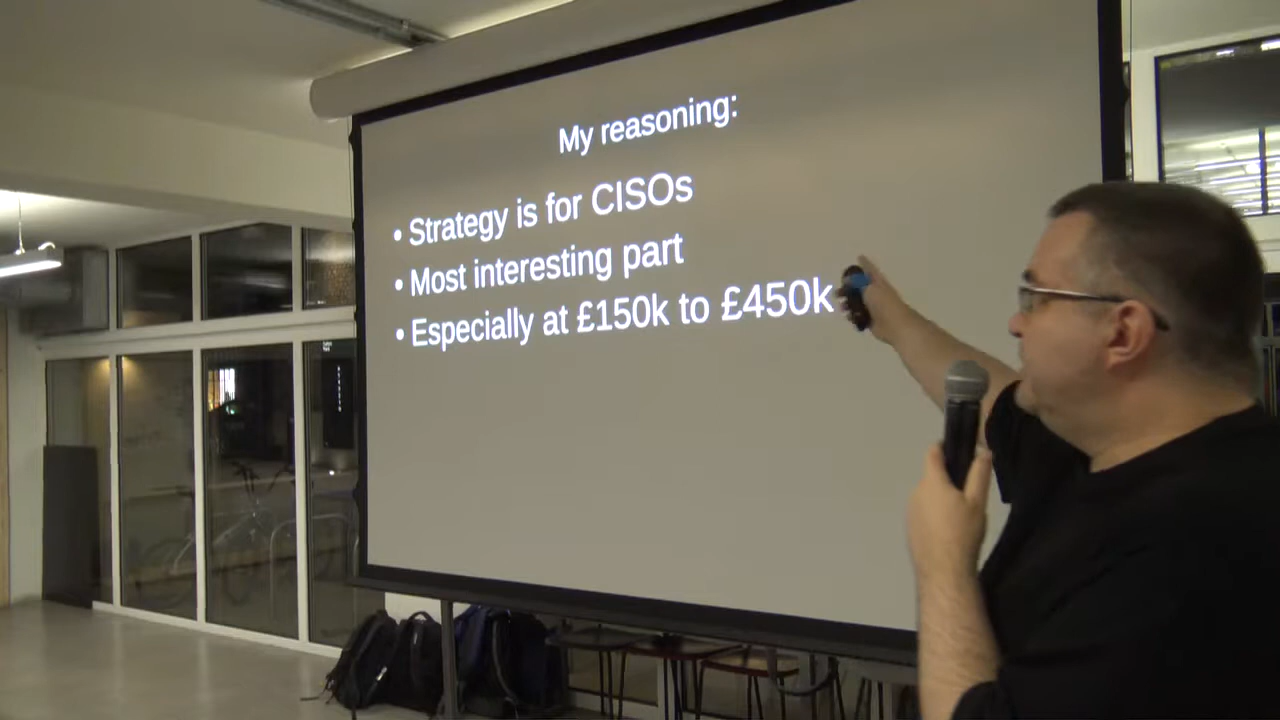 My reasoning:
• Strategy is for CISOs
• Most interesting part
• Especially at £150k to £450k